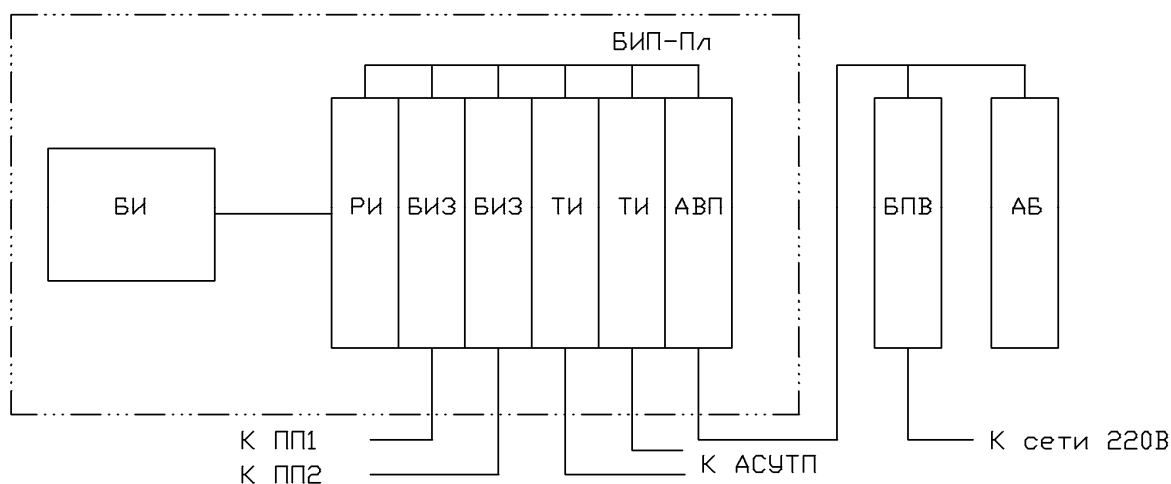 БИП-Пл
БИ
РИ
БИЗ
БИЗ
ТИ
ТИ
АВП
БПВ
АБ
К ПП1
К ПП2
К АСУТП
К сети 220В